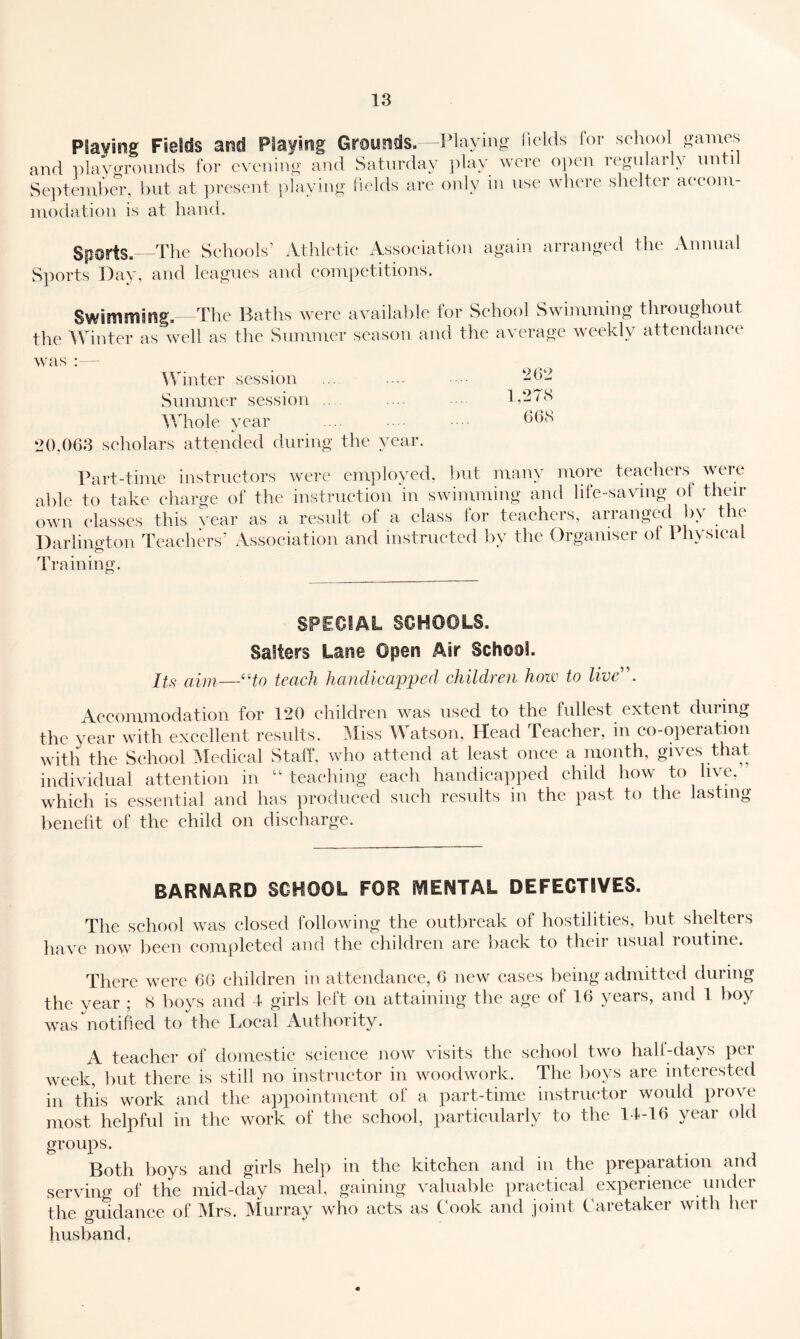 13
Playing Fields and Playing Grounds.—Playing fields for school games
and playgrounds for evening and Saturday play were open regularly until
September, but at present playing fields are only in use where shelter accom-
modation is at hand.
Sports.—The Schools' Athletic Association again arranged the Annual
Sports Day, and leagues and competitions.
Swimming.—The Baths were available for School Swimming throughout
the Winter as well as the Summer season and the average weekly attendance
was :—
Winter session ... .... .... 262
Summer session .. .... .... 1,278
Whole year .... .... .... 668
20,063 scholars attended during the year.
Part-time instructors were employed, but many more teachers were
able to take charge of the instruction in swimming and life-saving of their
own classes this year as a result of a class for teachers, arranged by the
Darlington Teachers' Association and instructed by the Organiser of Physical
Training.
SPECIAL SCHOOLS.
Salters Lane Open Air School.
Its aim—"to teach handicapped children how to live".
Accommodation for 120 children was used to the fullest extent during
the year with excellent results. Miss Watson, Head Teacher, in co-operation
with the School Medical Staff, who attend at least once a month, gives that
individual attention in " teaching each handicapped child how to live,"
which is essential and has produced such results in the past to the lasting
benefit of the child on discharge.
BARNARD SCHOOL FOR MENTAL DEFECTIVES.
The school was closed following the outbreak of hostilities, but shelters
have now been completed and the children are back to their usual routine.
There were 66 children in attendance, 6 new cases being admitted during
the year ; 8 boys and 4 girls left on attaining the age of 16 years, and 1 boy
was notified to the Local Authority.
A teacher of domestic science now visits the school two half-days per
week, but there is still no instructor in woodwork. The boys are interested
in this work and the appointment of a part-time instructor would prove
most helpful in the work of the school, particularly to the 14-16 year old
groups.
Both boys and girls help in the kitchen and in the preparation and
serving of the mid-day meal, gaining valuable practical experience under
the guidance of Mrs. Murray who acts as Cook and joint Caretaker with her
husband.